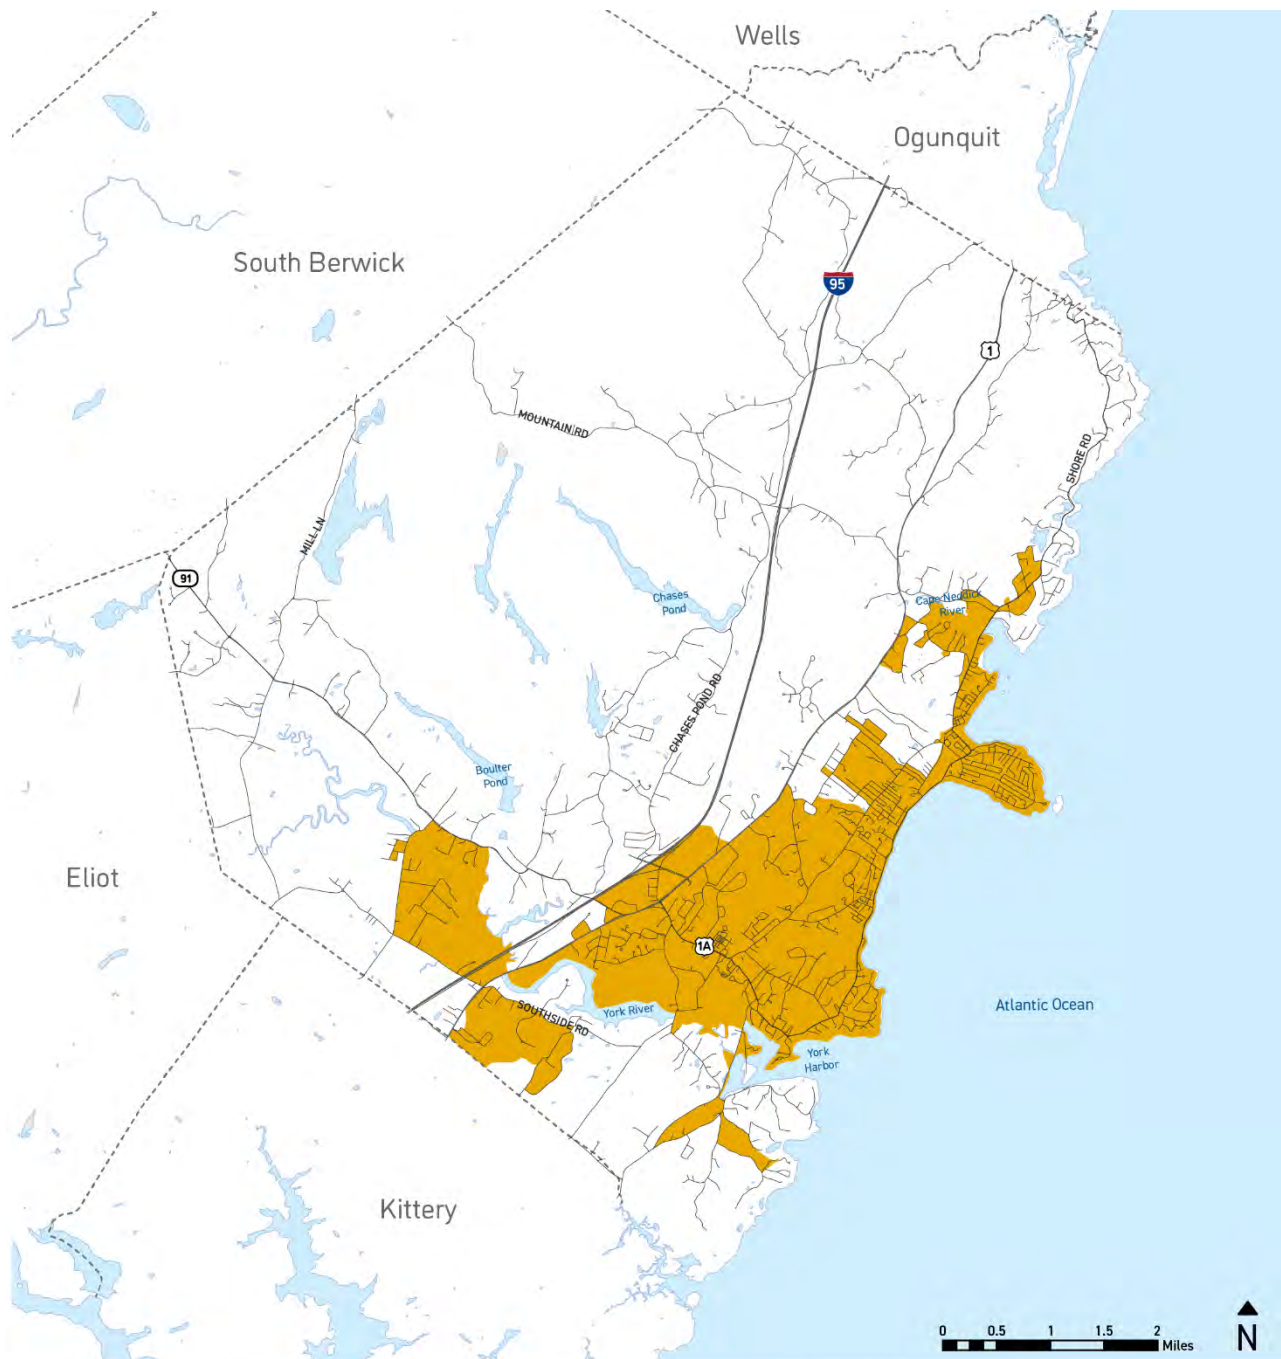 Wells
Ogunquit
South Berwick
95
1
MOUNTAIN RD
SHORE RD
MILL LN
91
Chases
Pond
Cape Neddick
River
CHASES POND RD
Boulter
Pond
Eliot
1A
Atlantic Ocean
SOUTHSIDE RD
York River
York
Harbor
Kittery
0 0.5 1 1.5 2
Miles
N